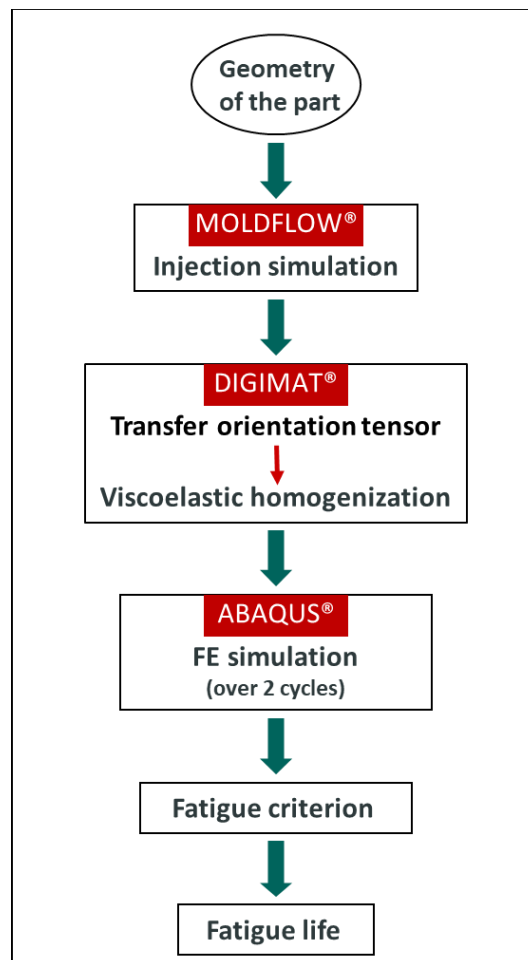 Geometry
of the part
MOLDFLOW®
Injection simulation
DIGIMAT®
Transfer orientation tensor
Viscoelastic homogenization
ABAQUS®
FE simulation
(over 2 cycles)
Fatigue criterion
Fatigue life